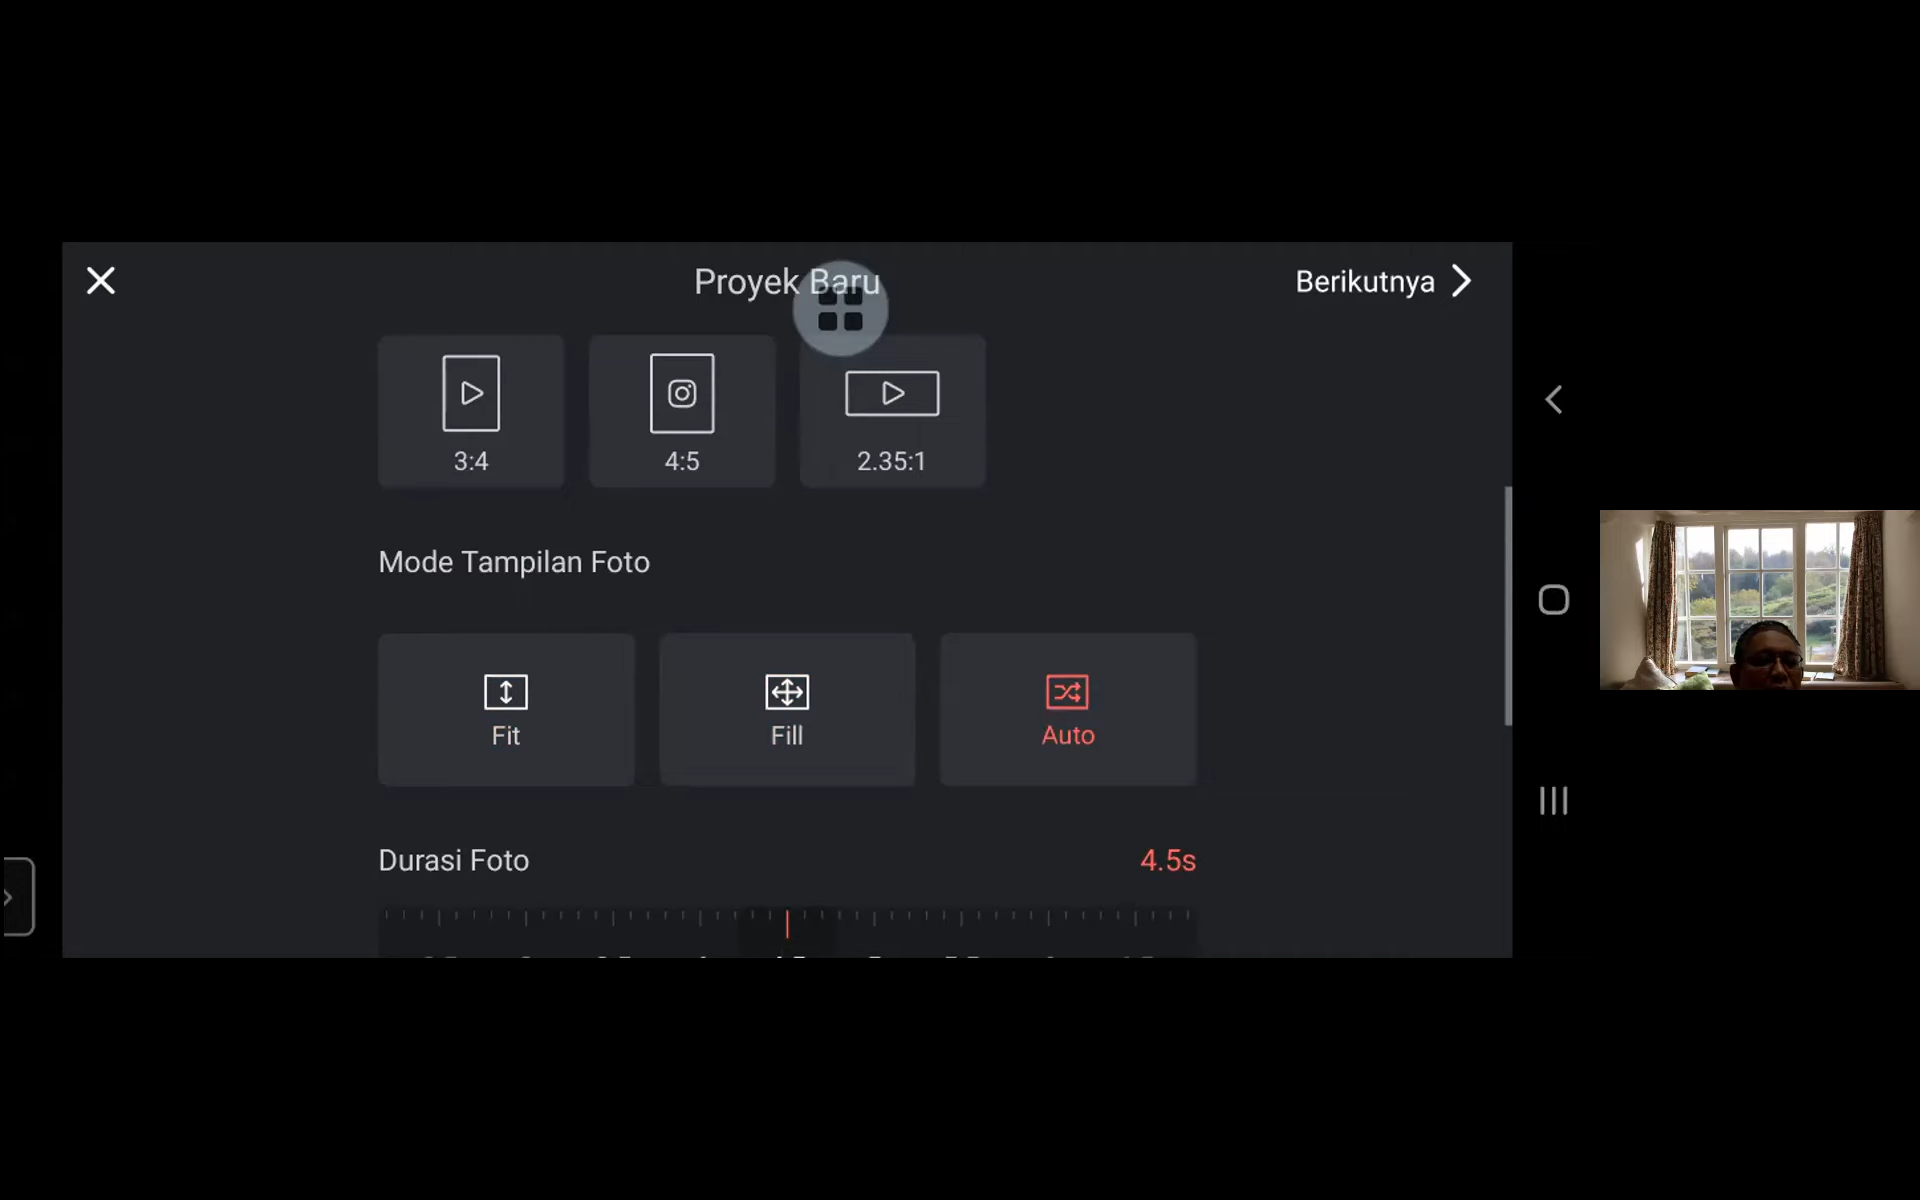 Proyek Baru
Berikutnya
3:4
4:5
2.35:1
Mode Tampilan Foto
Fit
Fill
Auto
Durasi Foto
4.5s